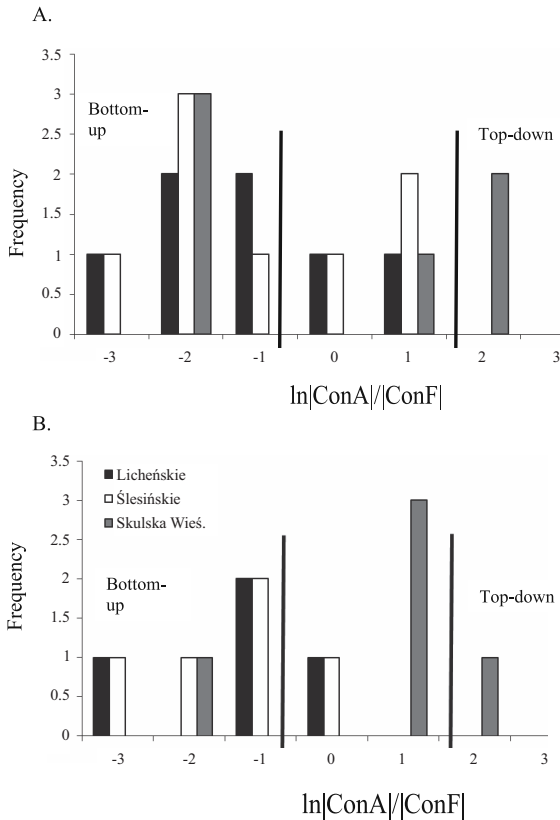 A.
3.5
3
2.5
2
1.5
1
0.5
0
Frequency
Bottom-
up
Top-down
-3 -2 -1 0 1 2 3
ln|ConA|/|ConF|
B.
3.5
3
2.5
2
1.5
1
0.5
0
Frequency
Licheńskie
Ślesińskie
Skulska Wieś.
Bottom-
up
Top-down
-3 -2 -1 0 1 2 3
ln|ConA|/|ConF|